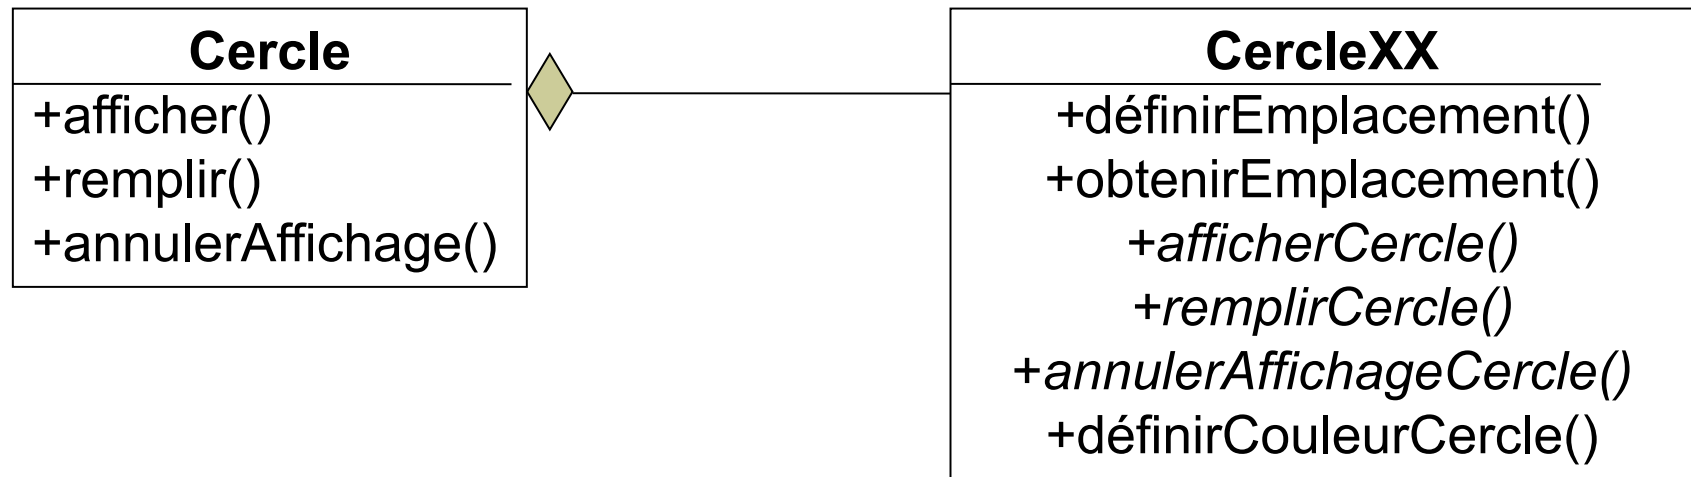 Cercle
+afficher()
+remplir()
+annulerAffichage()
CercleXX
+définirEmplacement()
+obtenirEmplacement()
+afficherCercle()
+remplirCercle()
+annulerAffichageCercle()
+définirCouleurCercle()